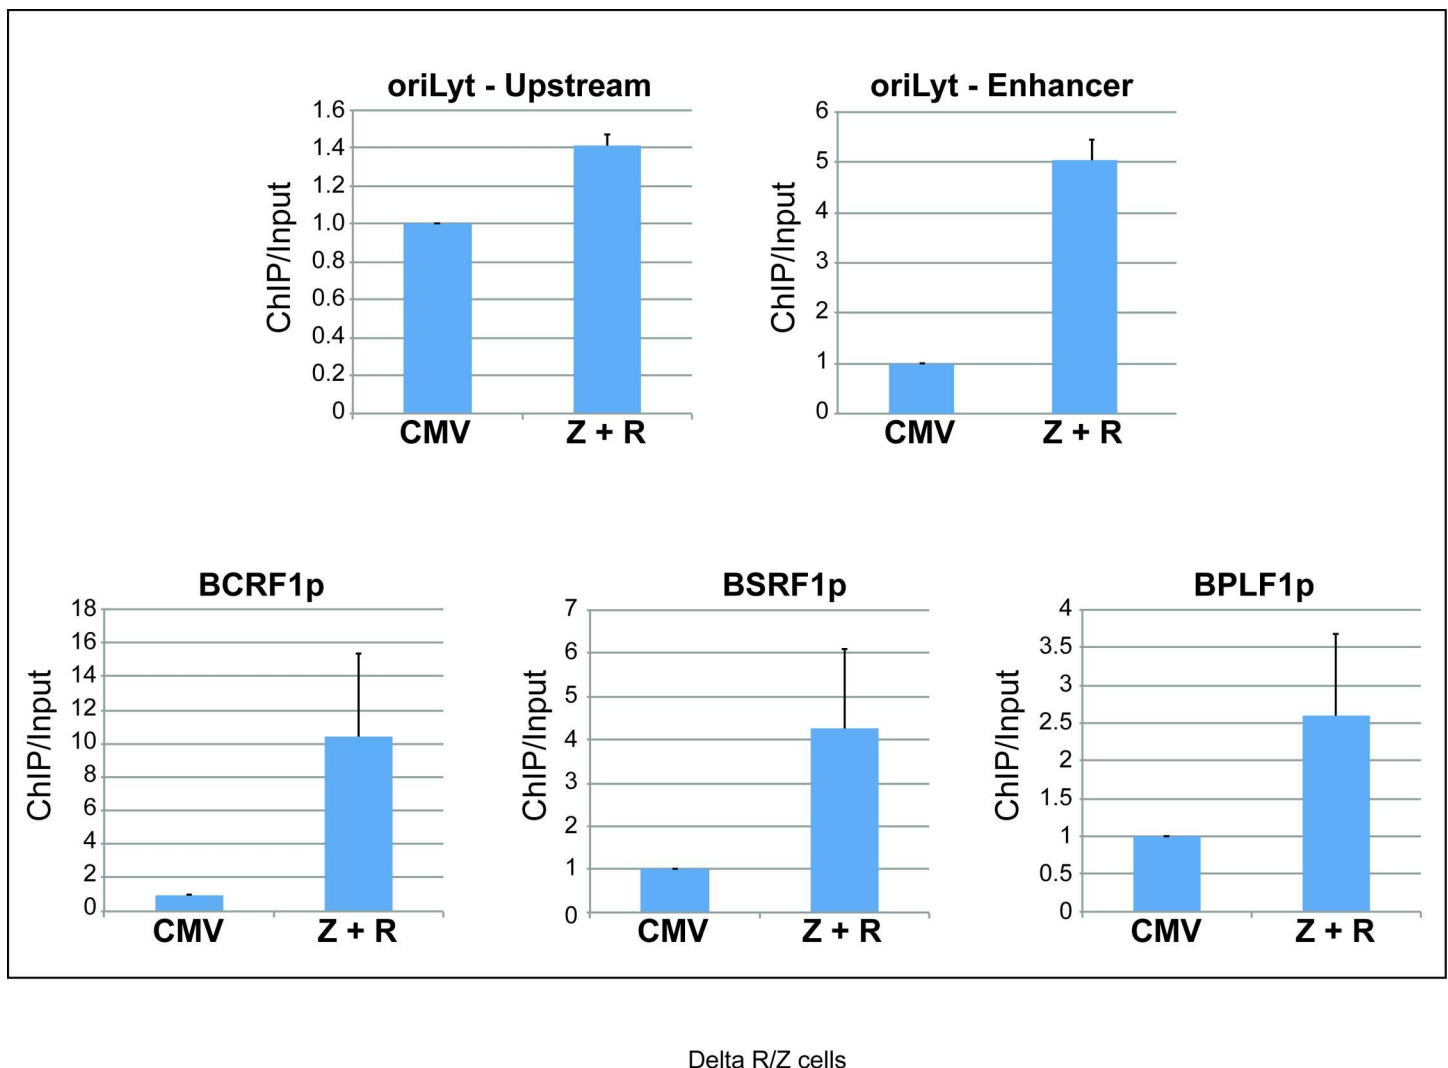 oriLyt - Upstream
1.6
1.4
1.2
1.0
0.8
0.6
0.4
0.2
0
ChIP/Input
CMV
Z + R
oriLyt - Enhancer
6
5
4
3
2
1
0
ChIP/Input
CMV
Z + R
BCRF1p
18
16
14
12
10
8
6
4
2
0
ChIP/Input
CMV
Z + R
BSRF1p
7
6
5
4
3
2
1
0
ChIP/Input
CMV
Z + R
BPLF1p
4
3.5
3
2.5
2
1.5
1
0.5
0
ChIP/Input
CMV
Z + R
Delta R/Z cells